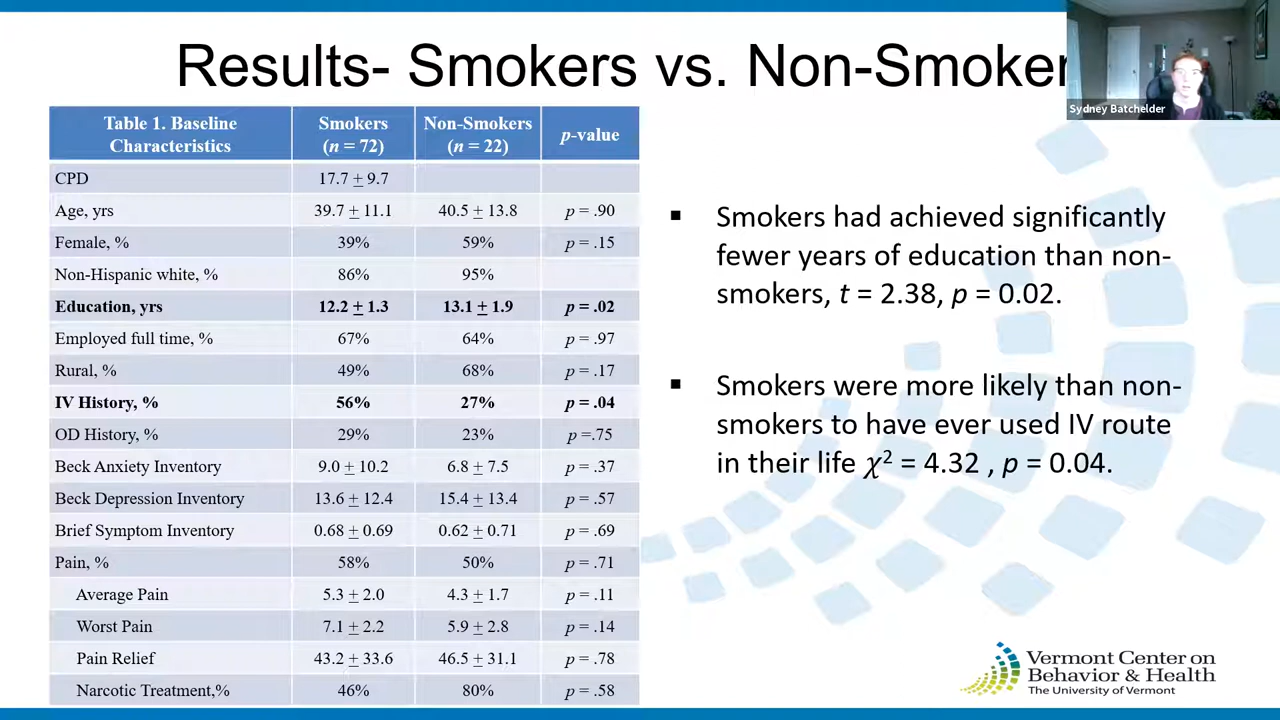 Results- Smokers vs. Non-Smoker
Sydney Batchelder
Table 1. Baseline Characteristics | Smokers (n = 72) | Non-Smokers (n = 22) | p-value
CPD 17.7 ± 9.7
Age, yrs 39.7 ± 11.1 40.5 ± 13.8 p = .90
Female, % 39% 59% p = .15
Non-Hispanic white, % 86% 95%
Education, yrs 12.2 ± 1.3 13.1 ± 1.9 p = .02
Employed full time, % 67% 64% p = .97
Rural, % 49% 68% p = .17
IV History, % 56% 27% p = .04
OD History, % 29% 23% p =.75
Beck Anxiety Inventory 9.0 ± 10.2 6.8 ± 7.5 p = .37
Beck Depression Inventory 13.6 ± 12.4 15.4 ± 13.4 p = .57
Brief Symptom Inventory 0.68 ± 0.69 0.62 ± 0.71 p = .69
Pain, % 58% 50% p = .71
Average Pain 5.3 ± 2.0 4.3 ± 1.7 p = .11
Worst Pain 7.1 ± 2.2 5.9 ± 2.8 p = .14
Pain Relief 43.2 ± 33.6 46.5 ± 31.1 p = .78
Narcotic Treatment,% 46% 80% p = .58
▪ Smokers had achieved significantly
fewer years of education than non-
smokers, t = 2.38, p = 0.02.
▪ Smokers were more likely than non-
smokers to have ever used IV route
in their life χ² = 4.32 , p = 0.04.
Vermont Center on
Behavior & Health
The University of Vermont